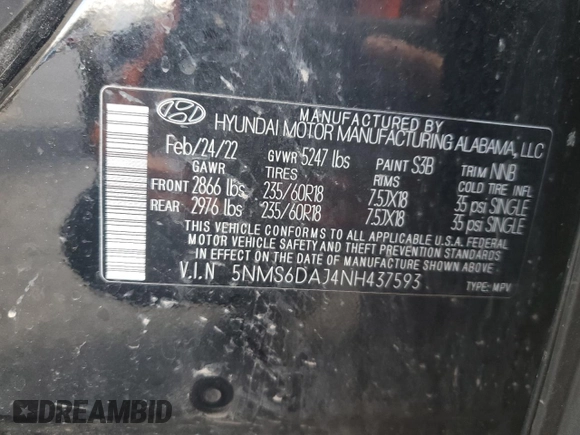 MANUFACTURED BY
HYUNDAI MOTOR MANUFACTURING ALABAMA, LLC
Feb/24/22 GVWR 5247 lbs PAINT S3B TRIM NNB
GAWR TIRES RIMS COLD TIRE INFL
FRONT 2866 lbs 235/60R18 7.5JX18 35 psi SINGLE
REAR 2976 lbs 235/60R18 7.5JX18 35 psi SINGLE
THIS VEHICLE CONFORMS TO ALL APPLICABLE U.S.A. FEDERAL
MOTOR VEHICLE SAFETY AND THEFT PREVENTION STANDARDS
IN EFFECT ON THE DATE OF MANUFACTURE SHOWN ABOVE
V.I.N 5NMS6DAJ4NH437593 TYPE: MPV
DREAMBID